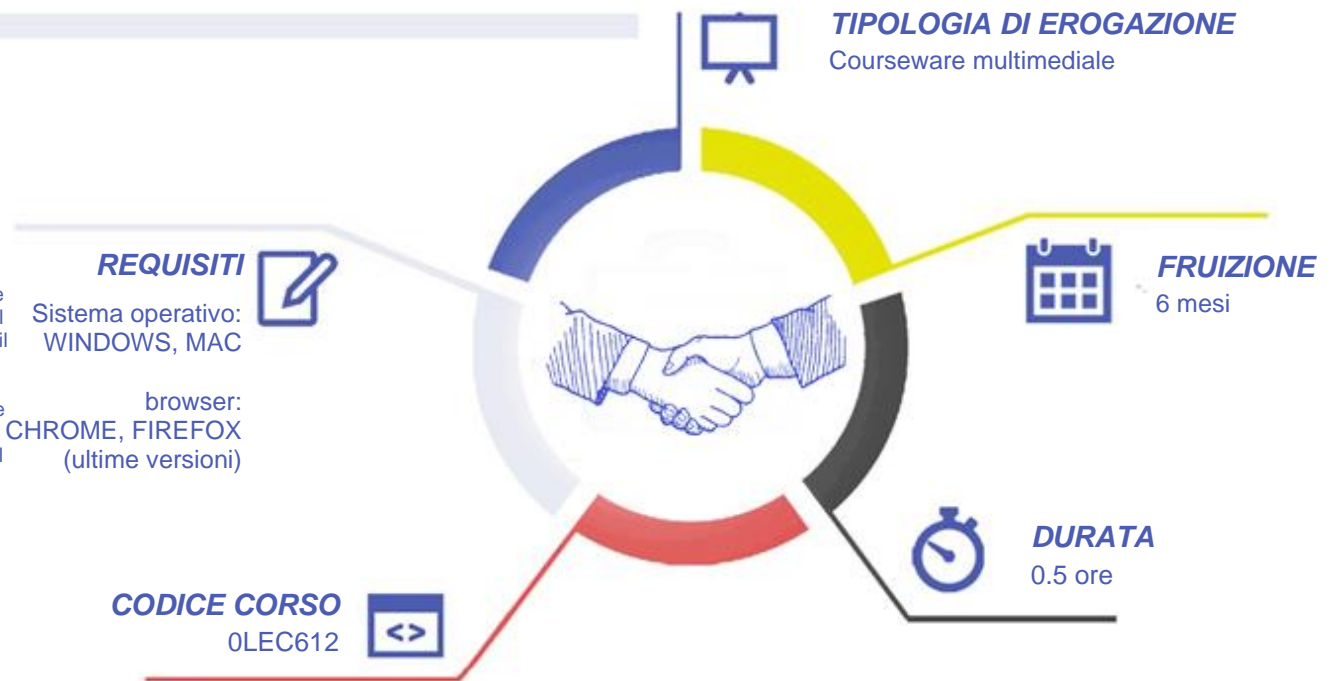 TIPOLOGIA DI EROGAZIONE
Courseware multimediale
REQUISITI
Sistema operativo:
WINDOWS, MAC
browser:
CHROME, FIREFOX
(ultime versioni)
FRUIZIONE
6 mesi
DURATA
0.5 ore
CODICE CORSO
0LEC612
<>